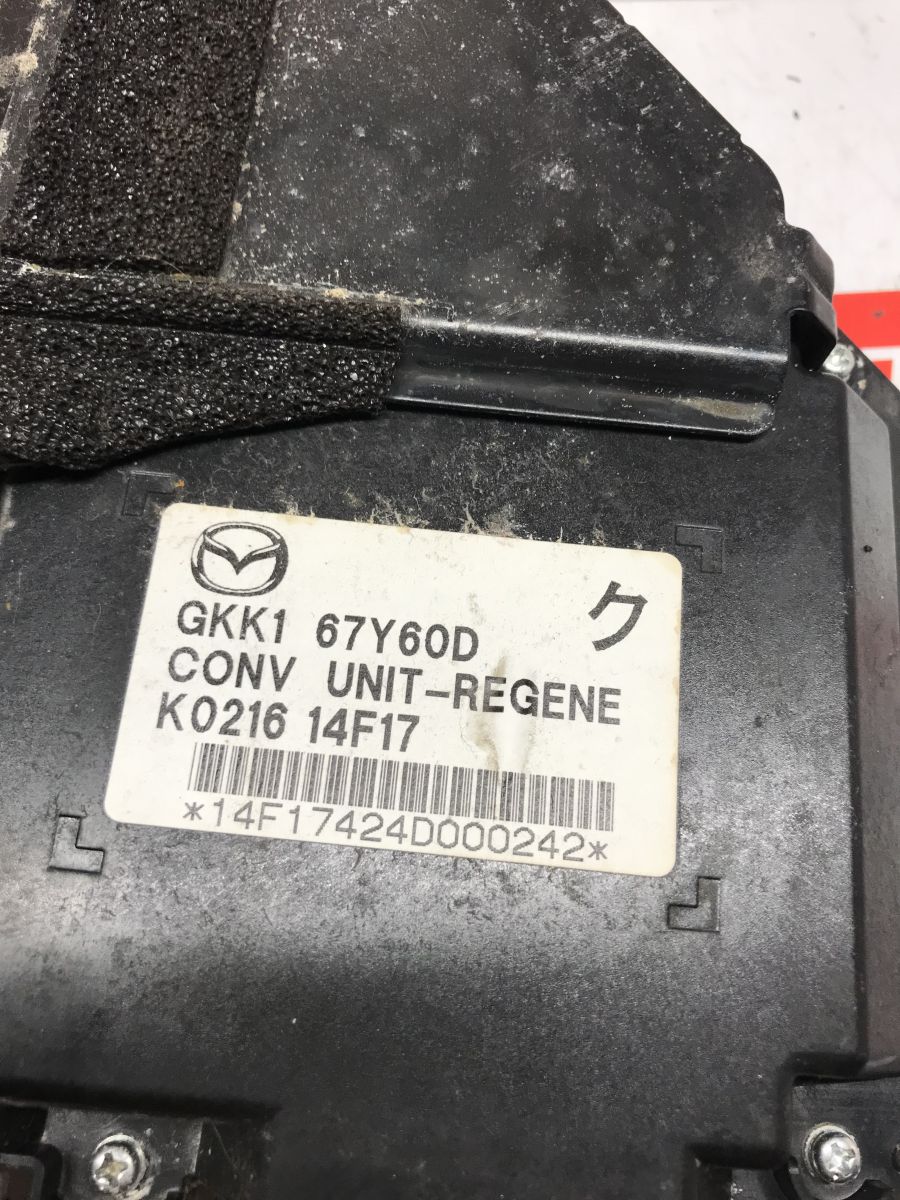 GKK1 67Y60D ク
CONV UNIT-REGENE
K0216 14F17
*14F17424D000242*